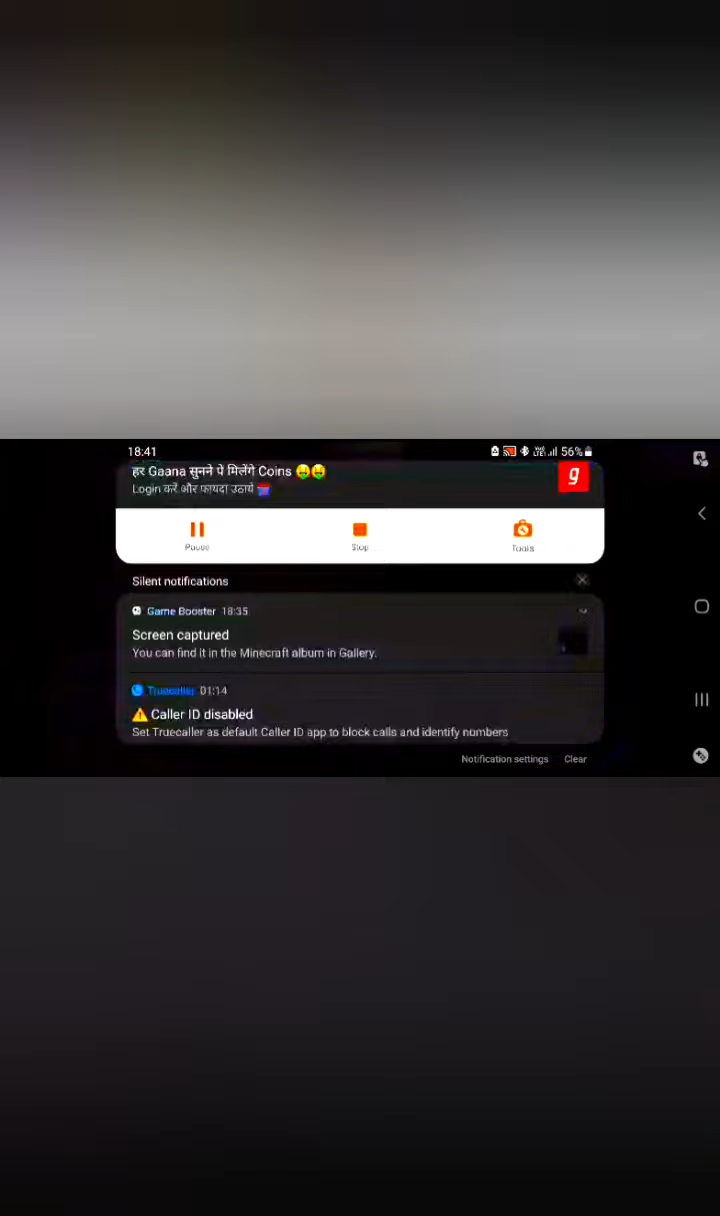 18:41
VoLTE 56%
हर Gaana सुनने पे मिलेंगे Coins 🤑🤑
Login करें और फायदा उठाये
g
Pause Stop Tools
Silent notifications
Game Booster 18:35
Screen captured
You can find it in the Minecraft album in Gallery.
Truecaller 01:14
⚠️ Caller ID disabled
Set Truecaller as default Caller ID app to block calls and identify numbers
Notification settings Clear